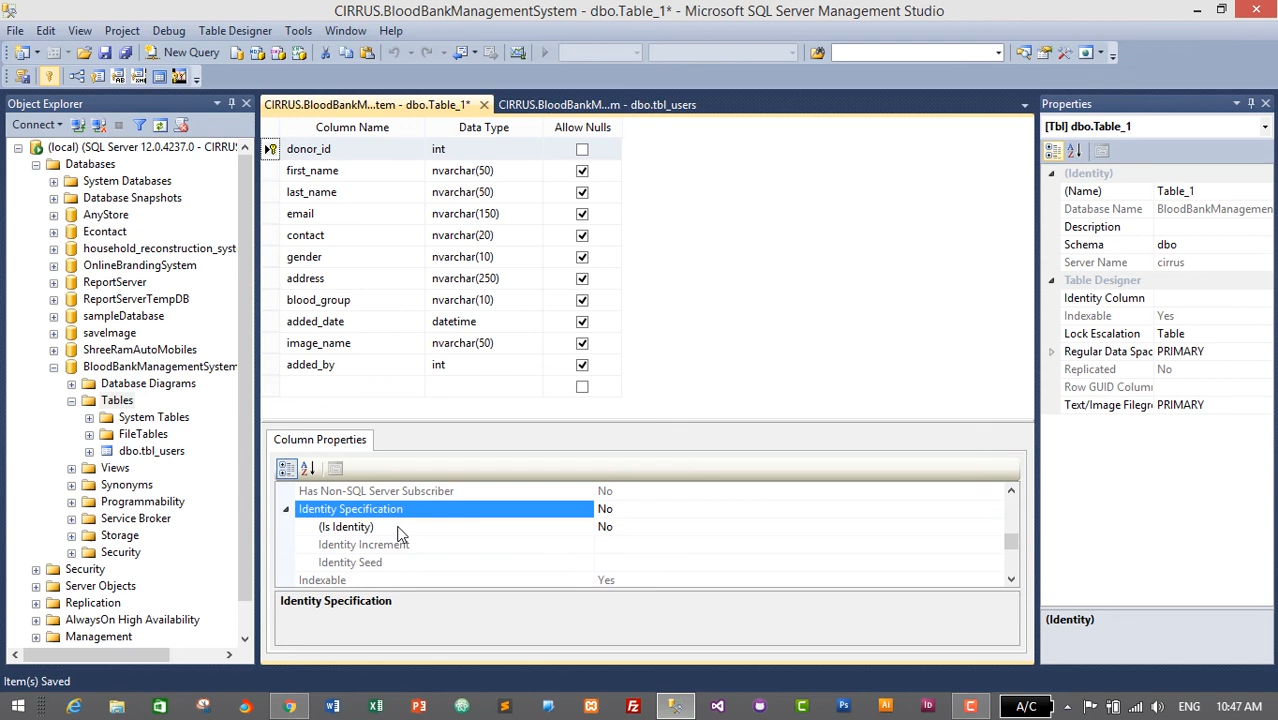 CIRRUS.BloodBankManagementSystem - dbo.Table_1* - Microsoft SQL Server Management Studio
File Edit View Project Debug Table Designer Tools Window Help
New Query
Object Explorer
Connect
(local) (SQL Server 12.0.4237.0 - CIRRUS
Databases
System Databases
Database Snapshots
AnyStore
Econtact
household_reconstruction_syst
OnlineBrandingSystem
ReportServer
ReportServerTempDB
sampleDatabase
saveImage
ShreeRamAutoMobiles
BloodBankManagementSystem
Database Diagrams
Tables
System Tables
FileTables
dbo.tbl_users
Views
Synonyms
Programmability
Service Broker
Storage
Security
Security
Server Objects
Replication
AlwaysOn High Availability
Management
CIRRUS.BloodBankM...tem - dbo.Table_1* CIRRUS.BloodBankM...m - dbo.tbl_users
Column Name Data Type Allow Nulls
donor_id int
first_name nvarchar(50)
last_name nvarchar(50)
email nvarchar(150)
contact nvarchar(20)
gender nvarchar(10)
address nvarchar(250)
blood_group nvarchar(10)
added_date datetime
image_name nvarchar(50)
added_by int
Column Properties
Has Non-SQL Server Subscriber No
Identity Specification No
(Is Identity) No
Identity Increment
Identity Seed
Indexable Yes
Identity Specification
Properties
[Tbl] dbo.Table_1
(Identity)
(Name) Table_1
Database Name BloodBankManagemen
Description
Schema dbo
Server Name cirrus
Table Designer
Identity Column
Indexable Yes
Lock Escalation Table
Regular Data Spac PRIMARY
Replicated No
Row GUID Column
Text/Image Filegr PRIMARY
(Identity)
Item(s) Saved
A/C ENG 10:47 AM